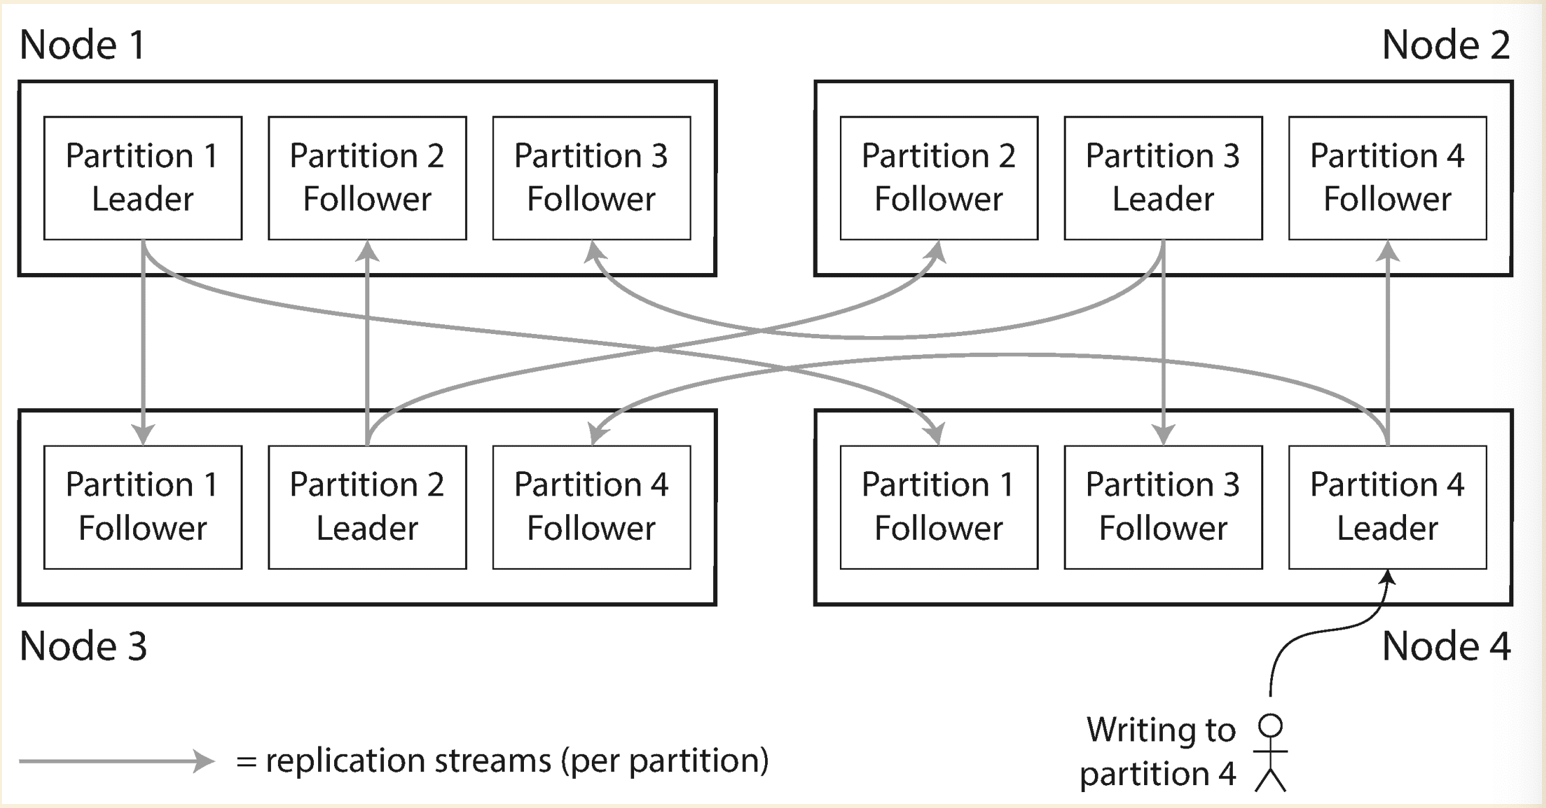 Node 1
Node 2
Partition 1
Leader
Partition 2
Follower
Partition 3
Follower
Partition 2
Follower
Partition 3
Leader
Partition 4
Follower
Partition 1
Follower
Partition 2
Leader
Partition 4
Follower
Partition 1
Follower
Partition 3
Follower
Partition 4
Leader
Node 3
Node 4
= replication streams (per partition)
Writing to
partition 4